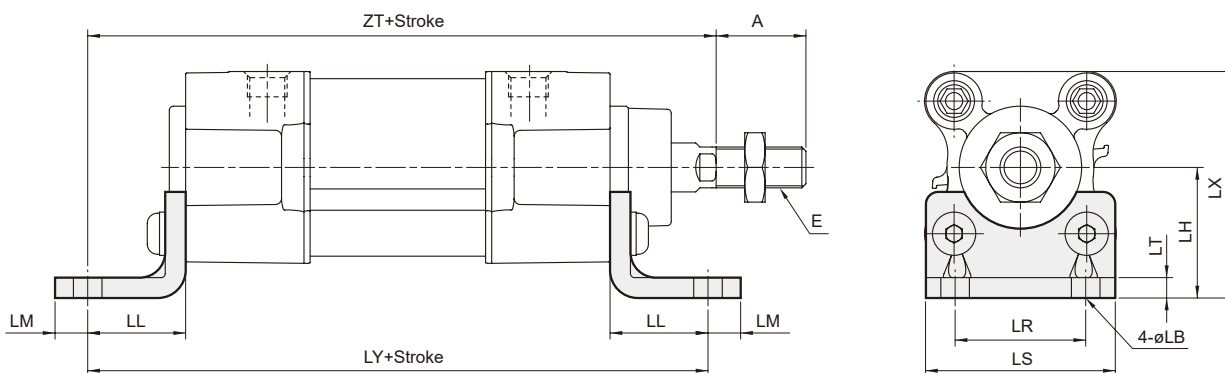 ZT+Stroke
A
E
LM
LL
LL
LM
LY+Stroke
LX
LH
LT
LR
4-øLB
LS